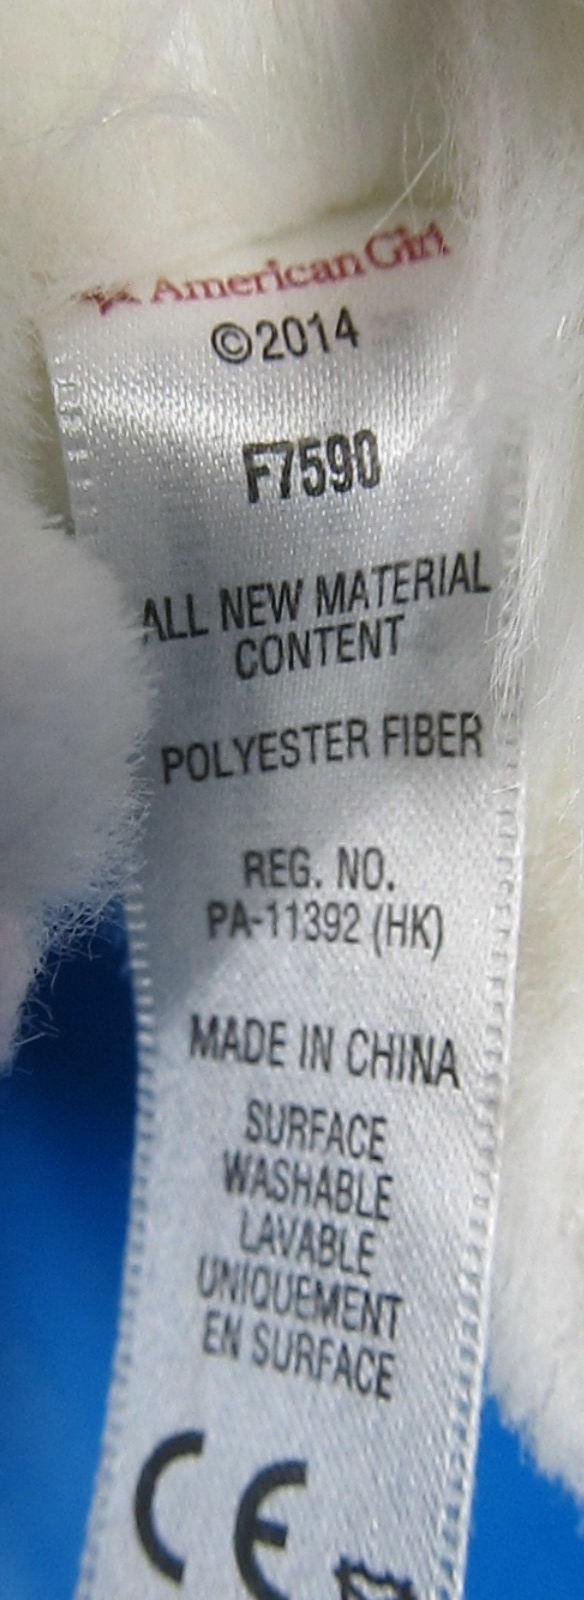 American Girl
©2014
F7590
ALL NEW MATERIAL
CONTENT
POLYESTER FIBER
REG. NO.
PA-11392 (HK)
MADE IN CHINA
SURFACE
WASHABLE
LAVABLE
UNIQUEMENT
EN SURFACE
CE